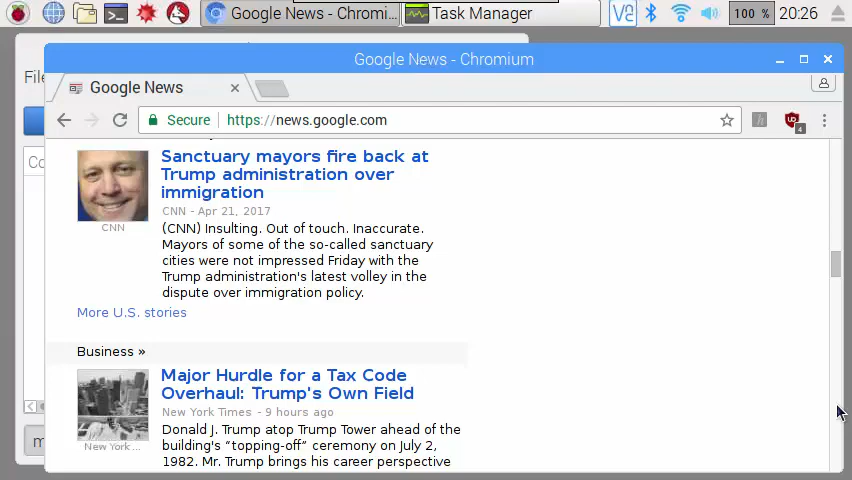 Google News - Chromi...
Task Manager
100 %
20:26
File
Google News - Chromium
Google News
Secure
https://news.google.com
4
Sanctuary mayors fire back at
Trump administration over
immigration
CNN - Apr 21, 2017
CNN
(CNN) Insulting. Out of touch. Inaccurate.
Mayors of some of the so-called sanctuary
cities were not impressed Friday with the
Trump administration's latest volley in the
dispute over immigration policy.
More U.S. stories
Business »
Major Hurdle for a Tax Code
Overhaul: Trump's Own Field
New York Times - 9 hours ago
New York ...
Donald J. Trump atop Trump Tower ahead of the
building's “topping-off” ceremony on July 2,
1982. Mr. Trump brings his career perspective